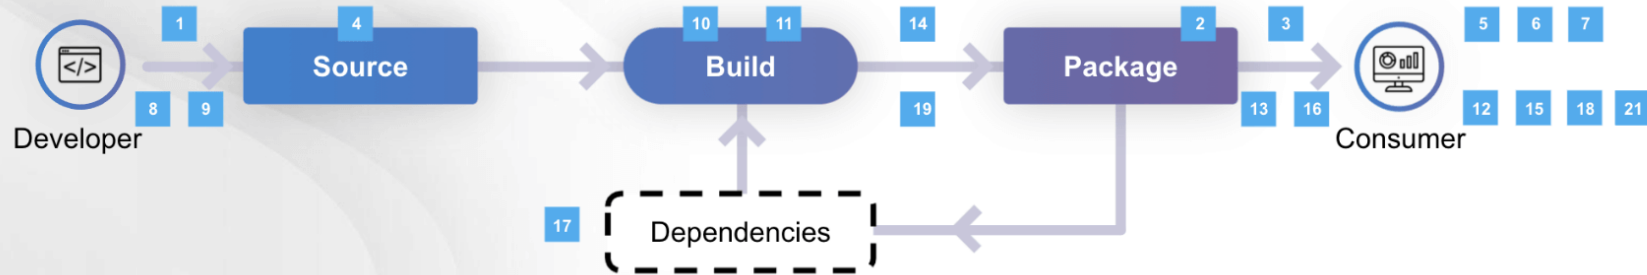 1 4 10 11 14 2 3 5 6 7
</>
Source Build Package
8 9 19 13 16 12 15 18 21
Developer Consumer
17 Dependencies